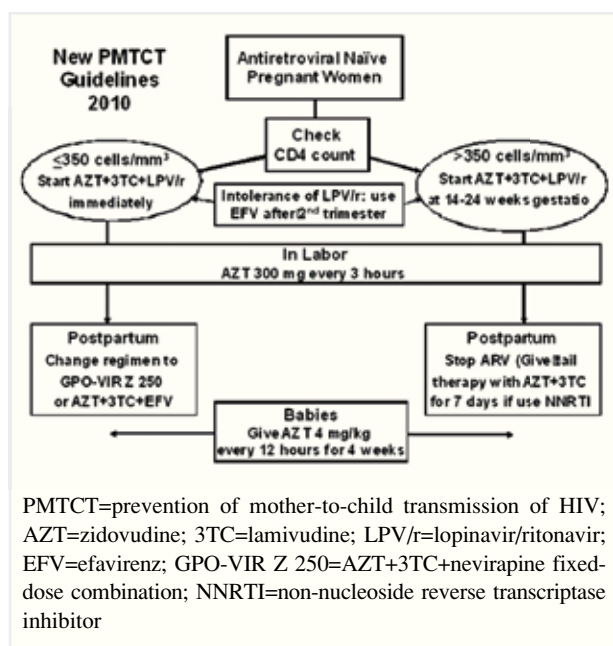 New PMTCT
Guidelines
2010
Antiretroviral Naïve
Pregnant Women
Check
CD4 count
≤350 cells/mm³
Start AZT+3TC+LPV/r
immediately
>350 cells/mm³
Start AZT+3TC+LPV/r
at 14-24 weeks gestatio
Intolerance of LPV/r: use
EFV after 2nd trimester
In Labor
AZT 300 mg every 3 hours
Postpartum
Change regimen to
GPO-VIR Z 250
or AZT+3TC+EFV
Postpartum
Stop ARV (Give tail
therapy with AZT+3TC
for 7 days if use NNRTI
Babies
Give AZT 4 mg/kg
every 12 hours for 4 weeks
PMTCT=prevention of mother-to-child transmission of HIV;
AZT=zidovudine; 3TC=lamivudine; LPV/r=lopinavir/ritonavir;
EFV=efavirenz; GPO-VIR Z 250=AZT+3TC+nevirapine fixed-
dose combination; NNRTI=non-nucleoside reverse transcriptase
inhibitor